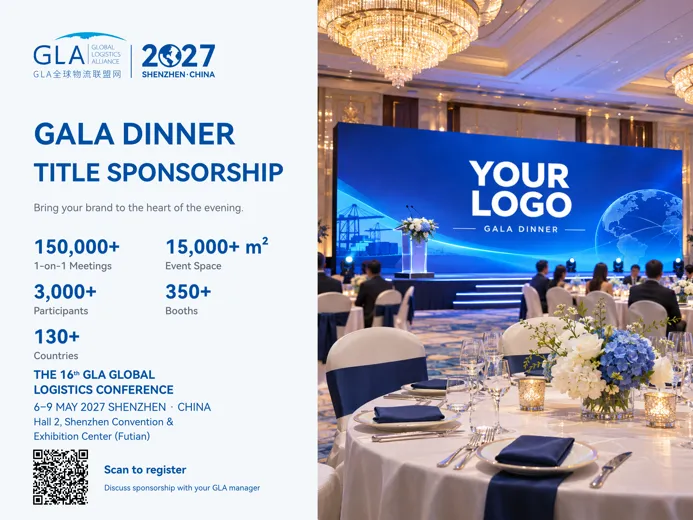 GLA GLOBAL LOGISTICS ALLIANCE
GLA全球物流联盟网
2027
SHENZHEN·CHINA
GALA DINNER
TITLE SPONSORSHIP
Bring your brand to the heart of the evening.
150,000+
1-on-1 Meetings
15,000+ m²
Event Space
3,000+
Participants
350+
Booths
130+
Countries
THE 16th GLA GLOBAL
LOGISTICS CONFERENCE
6–9 MAY 2027 SHENZHEN · CHINA
Hall 2, Shenzhen Convention &
Exhibition Center (Futian)
Scan to register
Discuss sponsorship with your GLA manager
YOUR
LOGO
GALA DINNER